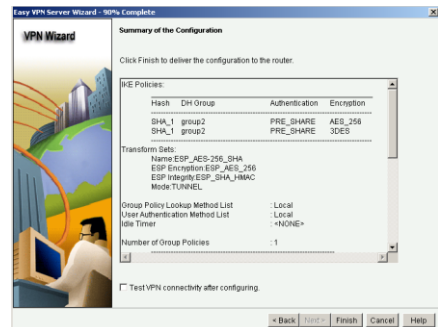 Easy VPN Server Wizard - 90% Complete
VPN Wizard
Summary of the Configuration
Click Finish to deliver the configuration to the router.
IKE Policies:
Hash DH Group Authentication Encryption
SHA_1 group2 PRE_SHARE AES_256
SHA_1 group2 PRE_SHARE 3DES
Transform Sets:
Name:ESP_AES-256_SHA
ESP Encryption:ESP_AES_256
ESP Integrity:ESP_SHA_HMAC
Mode:TUNNEL
Group Policy Lookup Method List : Local
User Authentication Method List : Local
Idle Timer : <NONE>
Number of Group Policies : 1
Test VPN connectivity after configuring.
< Back Next > Finish Cancel Help